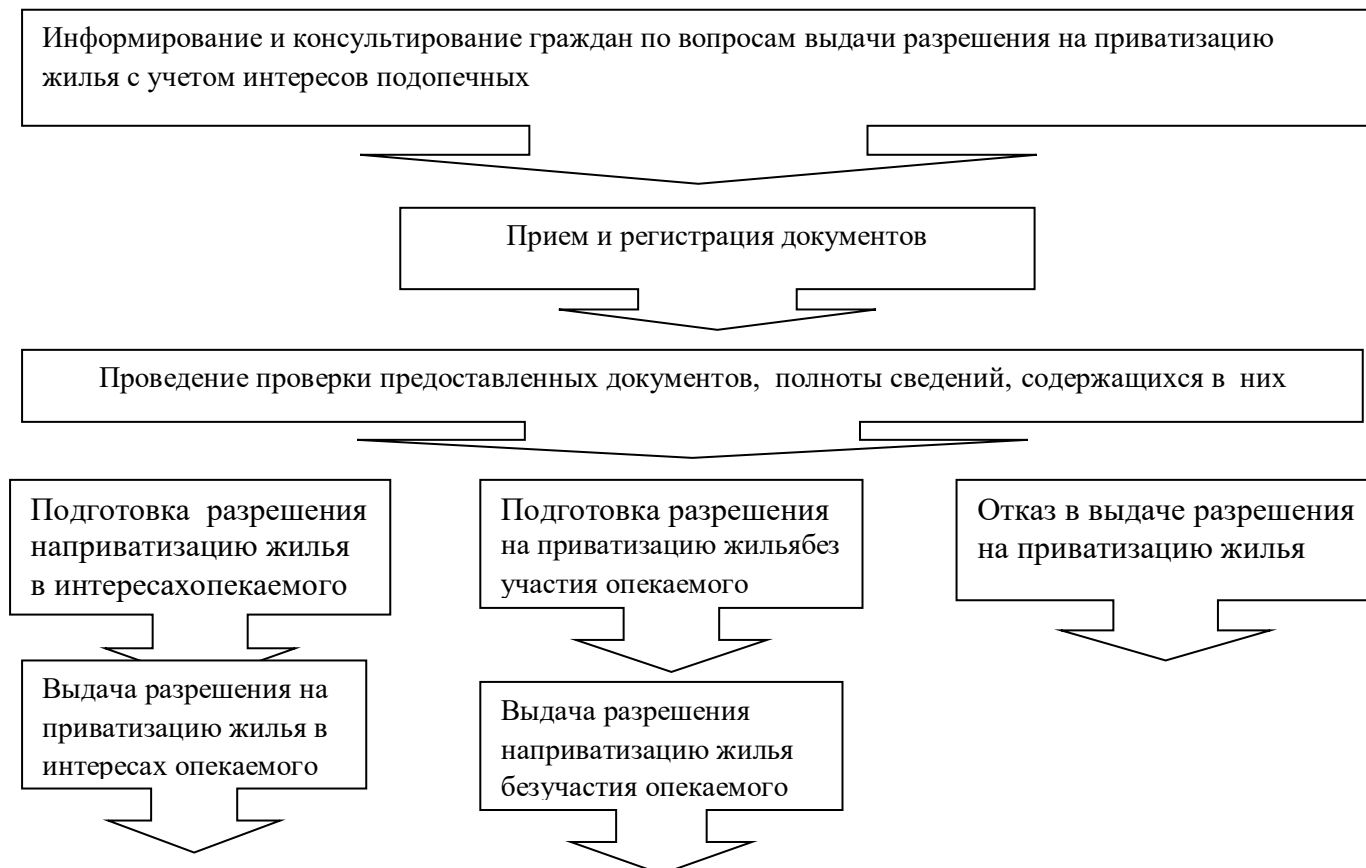 Информирование и консультирование граждан по вопросам выдачи разрешения на приватизацию
жилья с учетом интересов подопечных
Прием и регистрация документов
Проведение проверки предоставленных документов, полноты сведений, содержащихся в них
Подготовка разрешения
наприватизацию жилья
в интересахопекаемого
Подготовка разрешения
на приватизацию жильябез
участия опекаемого
Отказ в выдаче разрешения
на приватизацию жилья
Выдача разрешения на
приватизацию жилья в
интересах опекаемого
Выдача разрешения
наприватизацию жилья
безучастия опекаемого